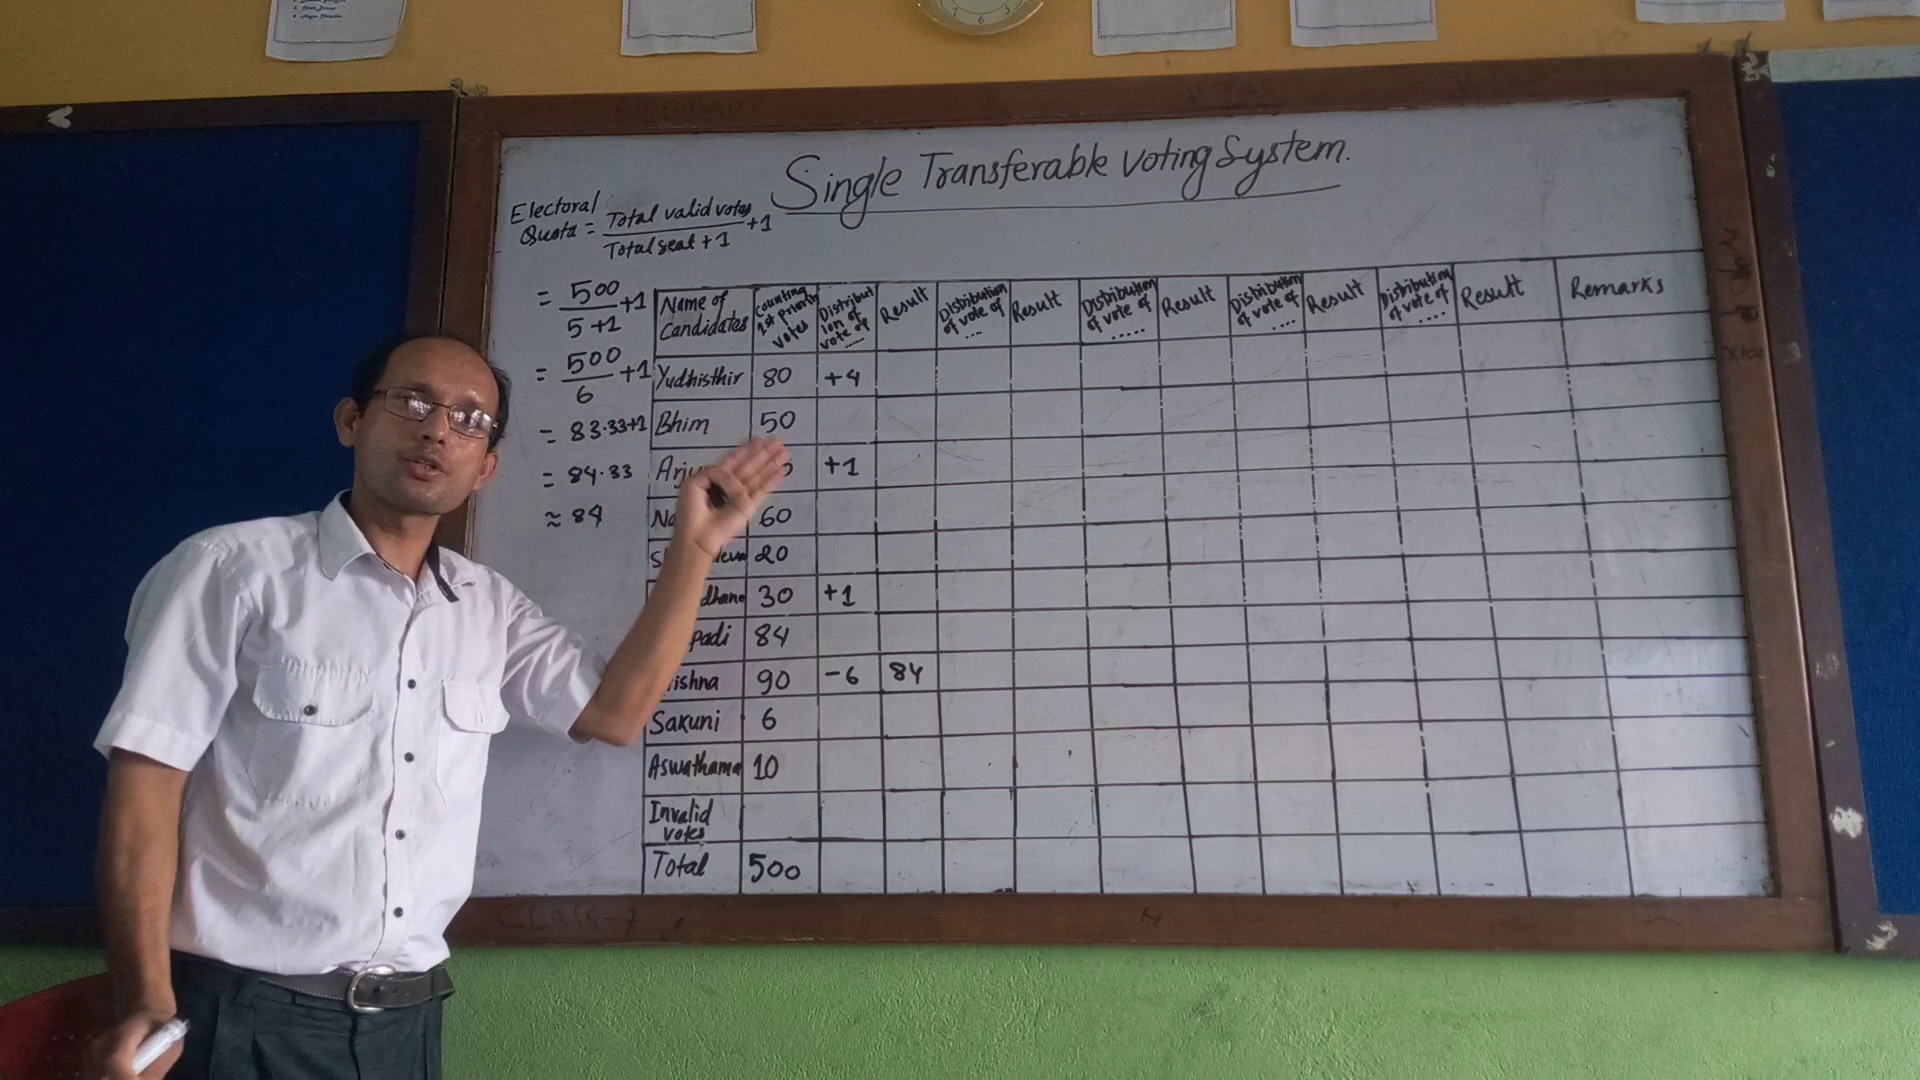 Single Transferable Voting System.
Electoral
Quota = Total valid votes / Total seat + 1 + 1
= 500 / 5 + 1 + 1
= 500 / 6 + 1
= 83.33+1
= 84.33
≈ 84
Name of Candidates | Counting 1st Priority votes | Distribution of vote of ...... | Result | Distribution of vote of ... | Result | Distribution of vote of ..... | Result | Distribution of vote of .... | Result | Distribution of vote of .... | Result | Remarks
Yudhisthir 80 +4
Bhim 50
+1
60
20
30 +1
84
90 -6 84
Sakuni 6
Aswathama 10
Invalid votes
Total 500
CLASS-7